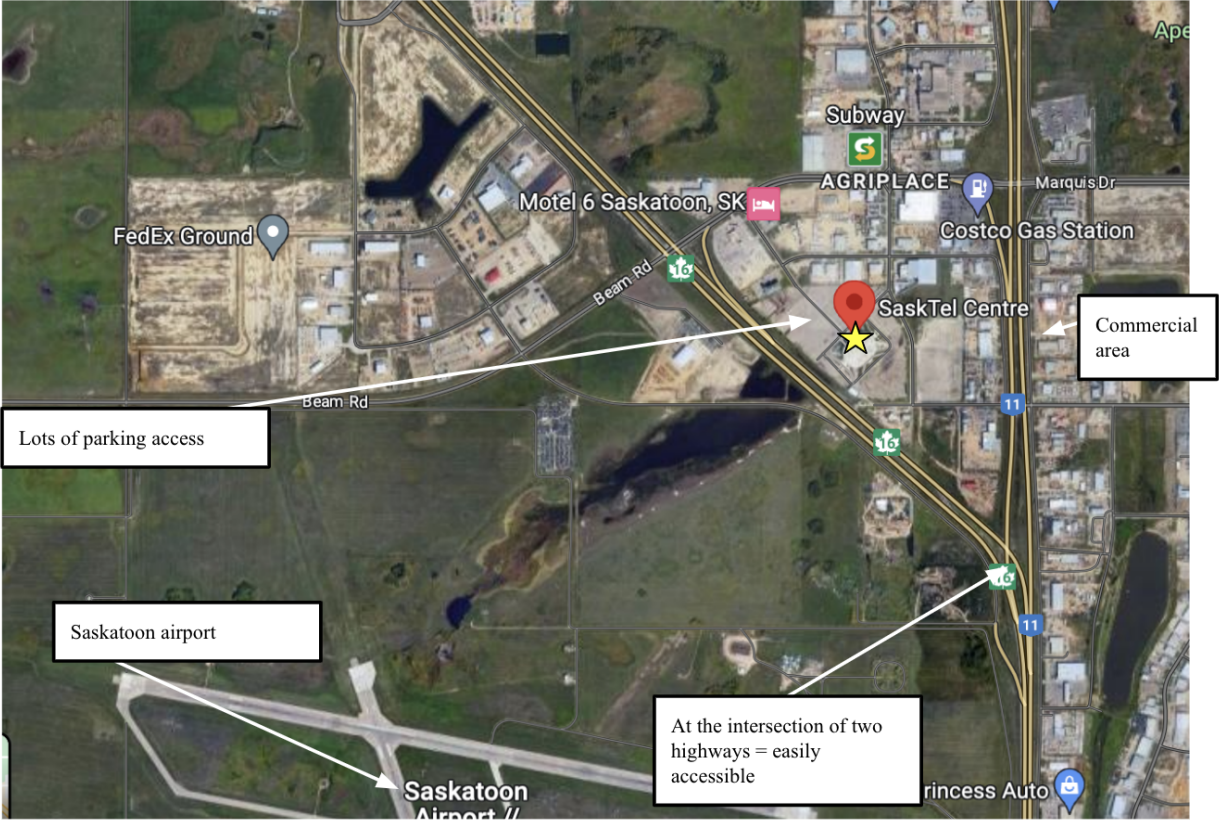 Ape
Subway
AGRIPLACE
Marquis Dr
Motel 6 Saskatoon, SK
Costco Gas Station
FedEx Ground
16
Beam Rd
SaskTel Centre
Commercial
area
Beam Rd
11
Lots of parking access
16
16
Saskatoon airport
11
At the intersection of two
highways = easily
accessible
Saskatoon
Airport //
rincess Auto